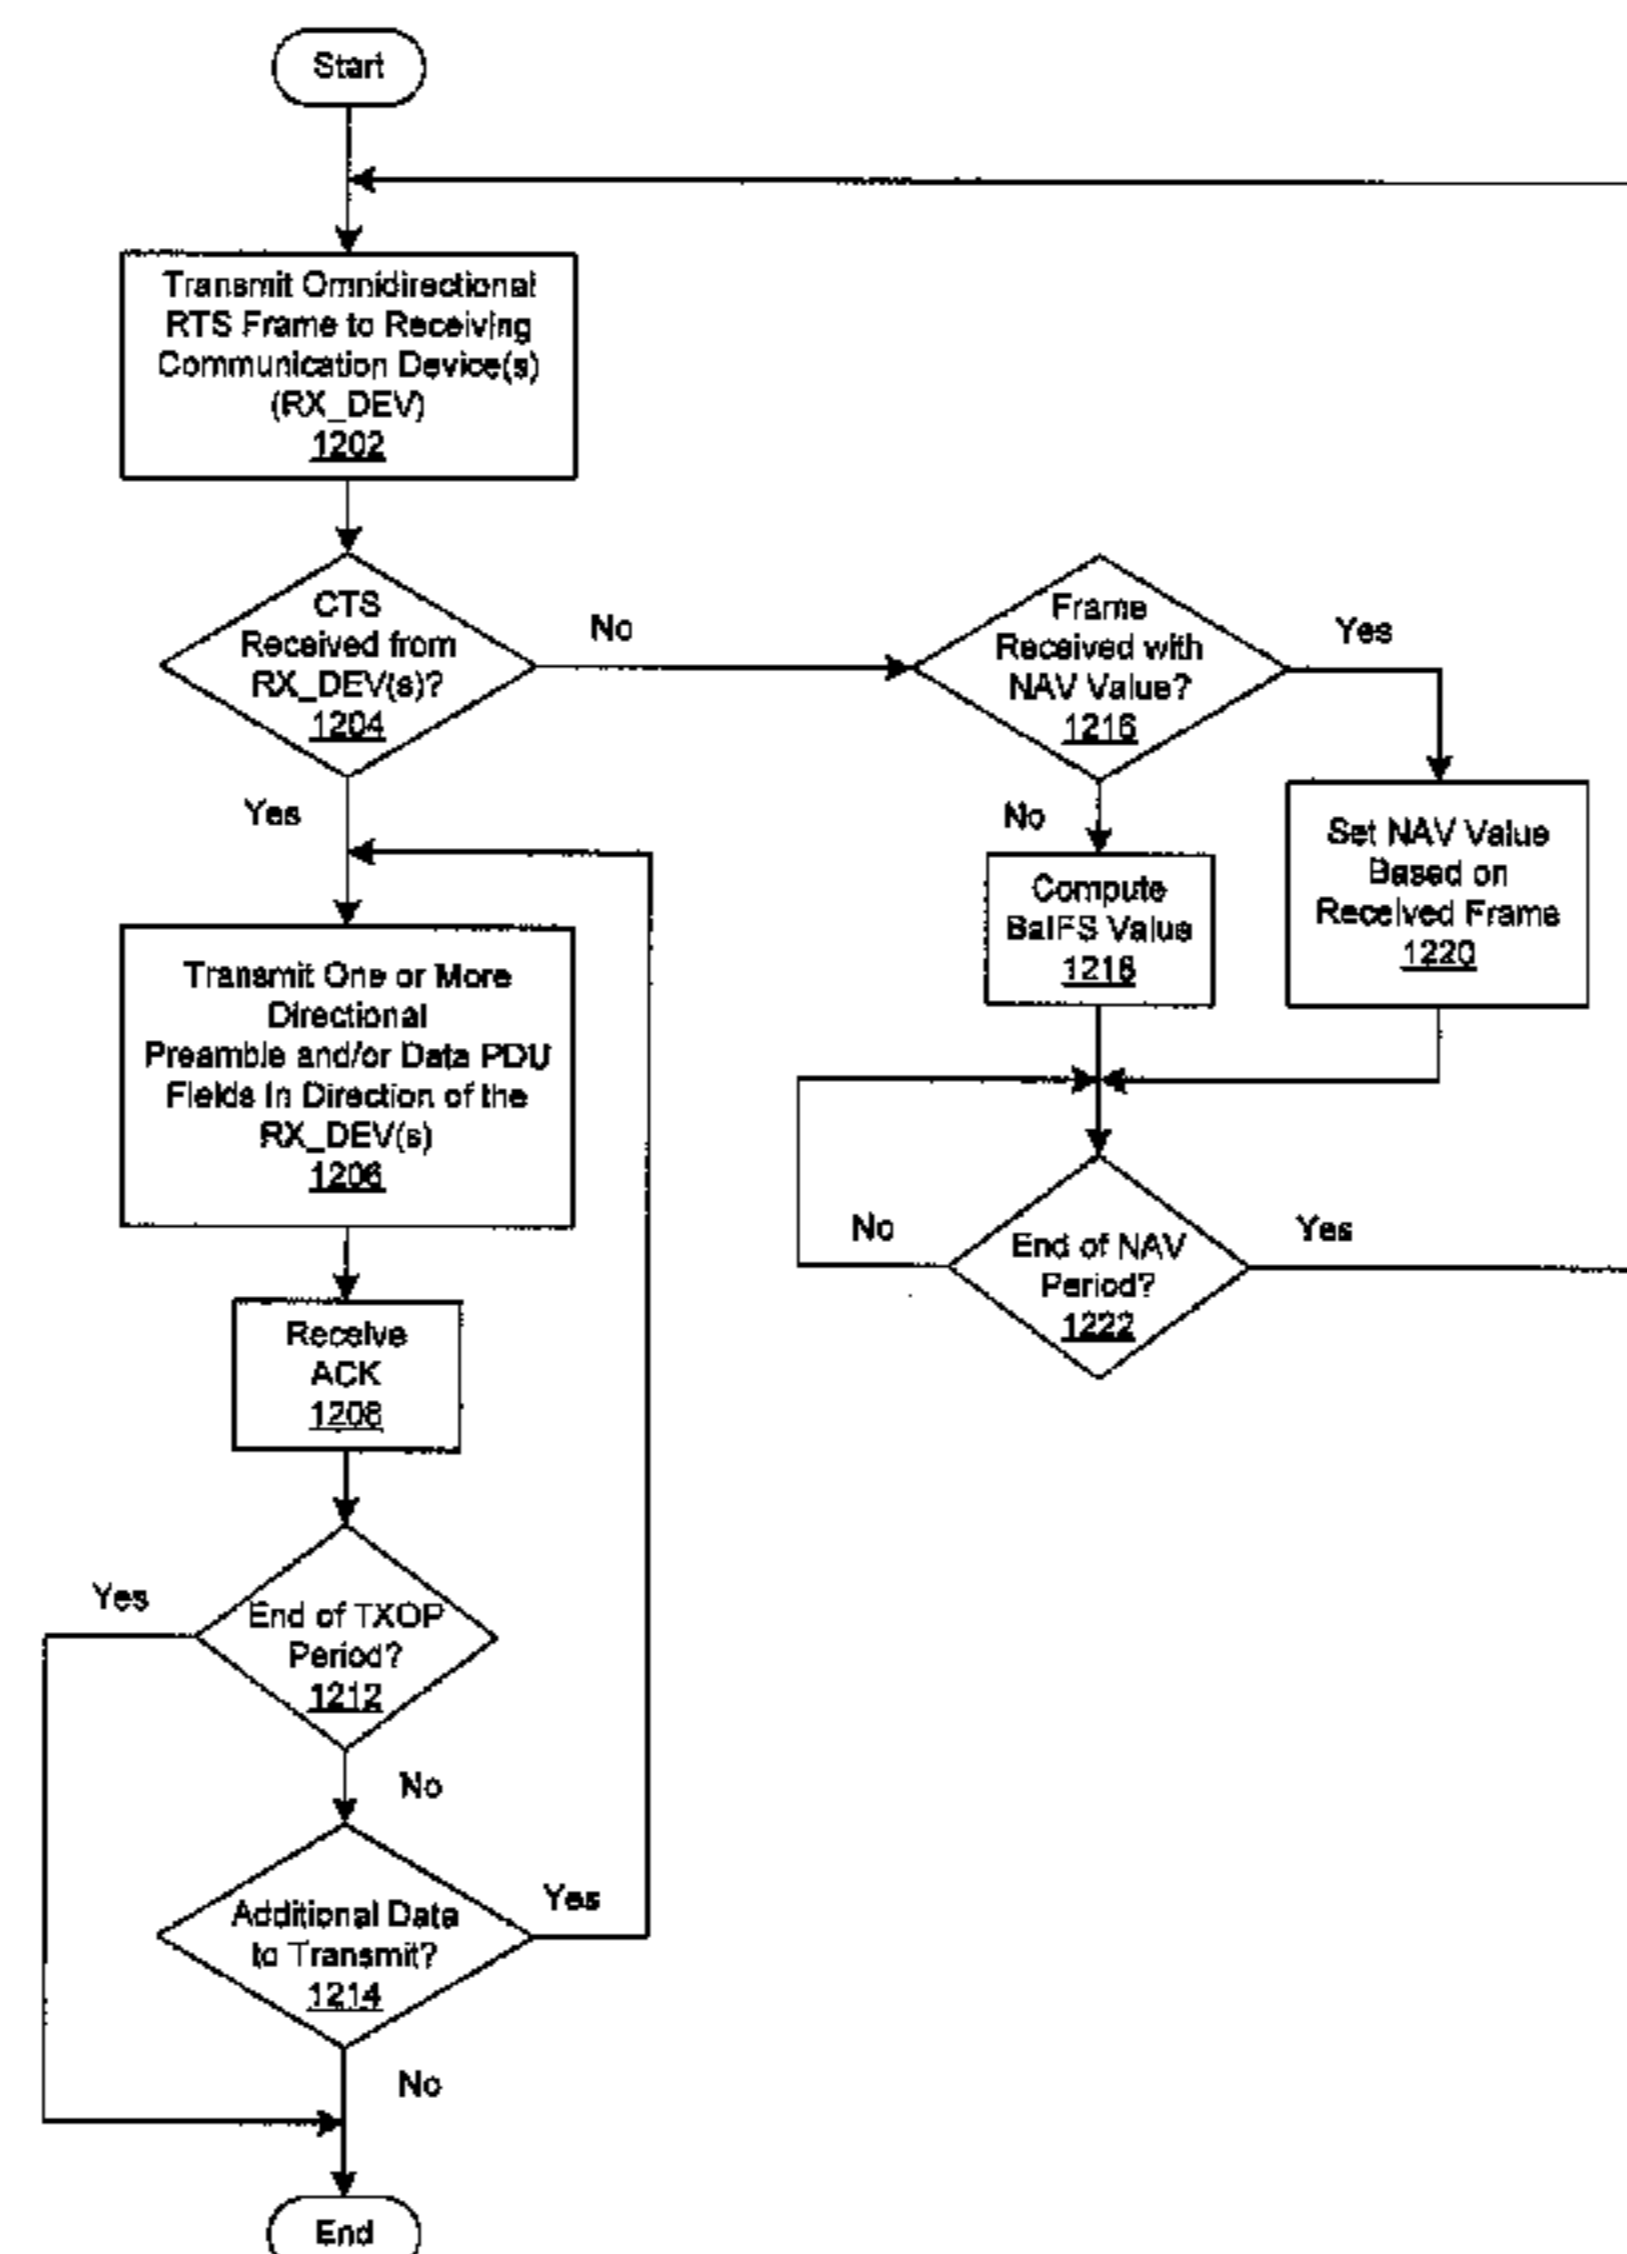 Start
Transmit Omnidirectional
RTS Frame to Receiving
Communication Device(s)
(RX_DEV)
1202
CTS
Received from
RX_DEV(s)?
1204
No
Yes
Frame
Received with
NAV Value?
1216
Yes
No
Compute
BaIFS Value
1218
Set NAV Value
Based on
Received Frame
1220
Transmit One or More
Directional
Preamble and/or Data PDU
Fields In Direction of the
RX_DEV(s)
1206
No
End of NAV
Period?
1222
Yes
Receive
ACK
1208
Yes
End of TXOP
Period?
1212
No
Additional Data
to Transmit?
1214
Yes
No
End